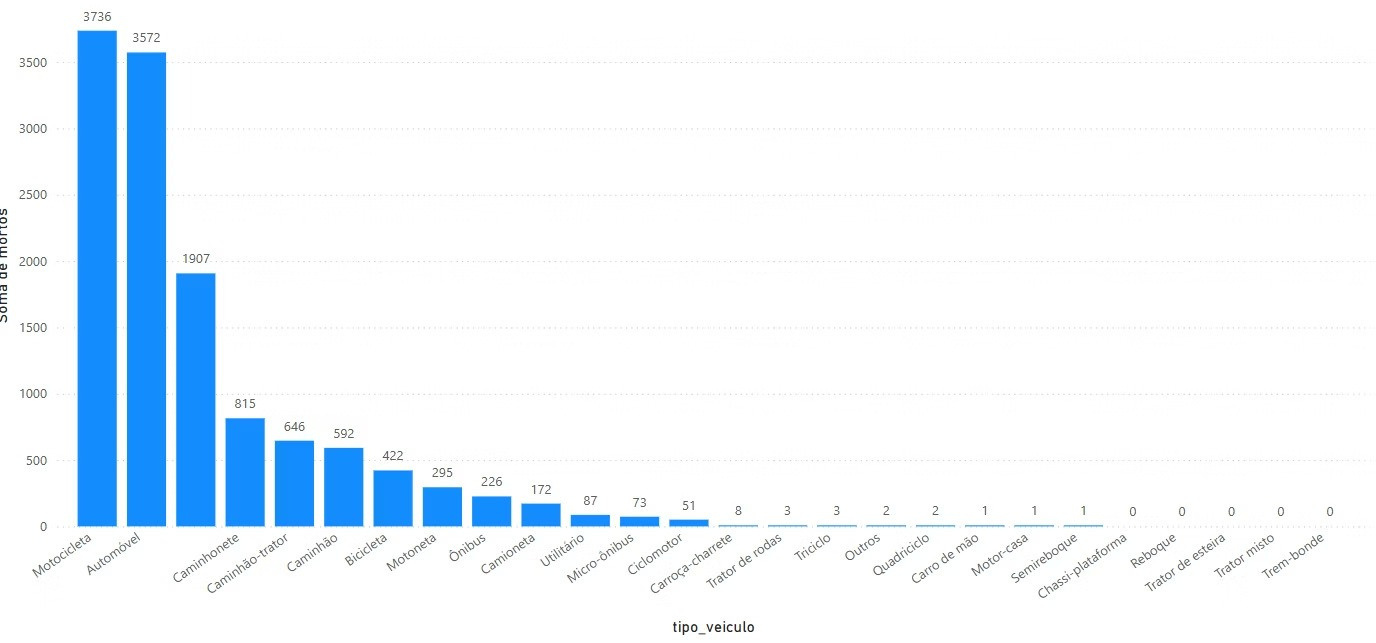 Soma de mortos
3500
3000
2500
2000
1500
1000
500
0
3736
3572
1907
815
646
592
422
295
226
172
87
73
51
8
3
3
2
2
1
1
1
0
0
0
0
0
Motocicleta
Automóvel
Caminhonete
Caminhão-trator
Caminhão
Bicicleta
Motoneta
Ônibus
Camioneta
Utilitário
Micro-ônibus
Ciclomotor
Carroça-charrete
Trator de rodas
Triciclo
Outros
Quadriciclo
Carro de mão
Motor-casa
Semireboque
Chassi-plataforma
Reboque
Trator de esteira
Trator misto
Trem-bonde
tipo_veiculo